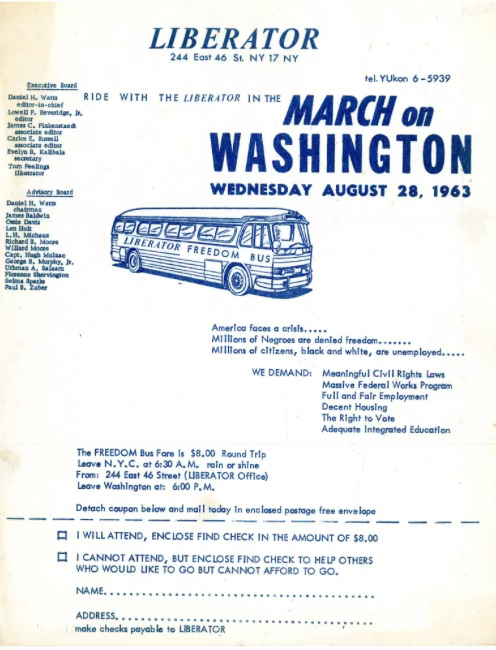 LIBERATOR
244 East 46 St. NY 17 NY
tel. YUkon 6-5939
Executive Board
Daniel H. Watts
editor-in-chief
Lowell P. Beveridge, Jr.
editor
James C. Finkenstaedt
associate editor
Carlos E. Russell
associate editor
Evelyn B. Kalibala
secretary
Tom Feelings
illustrator
Advisory Board
Daniel H. Watts
chairman
James Baldwin
Ossie Davis
Len Holt
L.H. Michaux
Richard B. Moore
Willard Moore
Capt. Hugh Mulzac
George B. Murphy, Jr.
Uthman A. Salaam
Florence Shervington
Selma Sparks
Paul B. Zuber
RIDE WITH THE LIBERATOR IN THE
MARCH on
WASHINGTON
WEDNESDAY AUGUST 28, 1963
LIBERATOR FREEDOM BUS
America faces a crisis.....
Millions of Negroes are denied freedom.......
Millions of citizens, black and white, are unemployed.....
WE DEMAND: Meaningful Civil Rights Laws
Massive Federal Works Program
Full and Fair Employment
Decent Housing
The Right to Vote
Adequate Integrated Education
The FREEDOM Bus Fare is $8.00 Round Trip
Leave N.Y.C. at 6:30 A.M. rain or shine
From: 244 East 46 Street (LIBERATOR Office)
Leave Washington at: 6:00 P.M.
Detach coupon below and mail today in enclosed postage free envelope
I WILL ATTEND, ENCLOSE FIND CHECK IN THE AMOUNT OF $8.00
I CANNOT ATTEND, BUT ENCLOSE FIND CHECK TO HELP OTHERS
WHO WOULD LIKE TO GO BUT CANNOT AFFORD TO GO.
NAME..............................................
ADDRESS...........................................
make checks payable to LIBERATOR